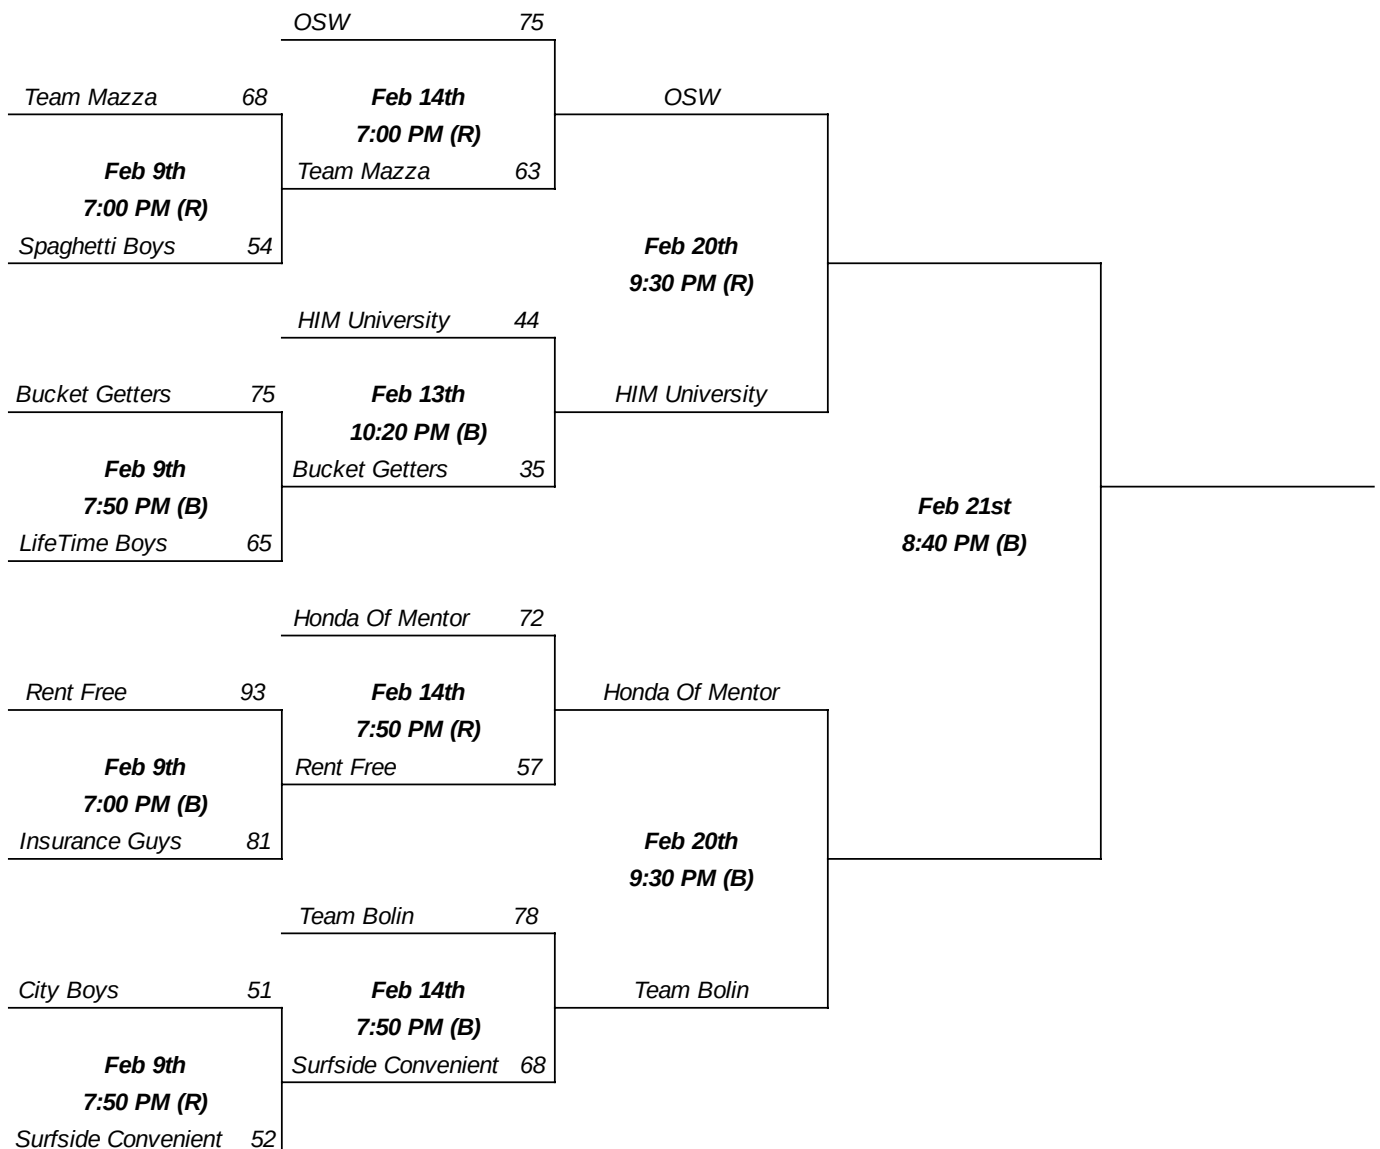 OSW 75
Team Mazza 68 Feb 14th OSW
7:00 PM (R)
Feb 9th Team Mazza 63
7:00 PM (R)
Spaghetti Boys 54 Feb 20th
9:30 PM (R)
HIM University 44
Bucket Getters 75 Feb 13th HIM University
10:20 PM (B)
Feb 9th Bucket Getters 35
7:50 PM (B) Feb 21st
LifeTime Boys 65 8:40 PM (B)
Honda Of Mentor 72
Rent Free 93 Feb 14th Honda Of Mentor
7:50 PM (R)
Feb 9th Rent Free 57
7:00 PM (B)
Insurance Guys 81 Feb 20th
9:30 PM (B)
Team Bolin 78
City Boys 51 Feb 14th Team Bolin
7:50 PM (B)
Feb 9th Surfside Convenient 68
7:50 PM (R)
Surfside Convenient 52